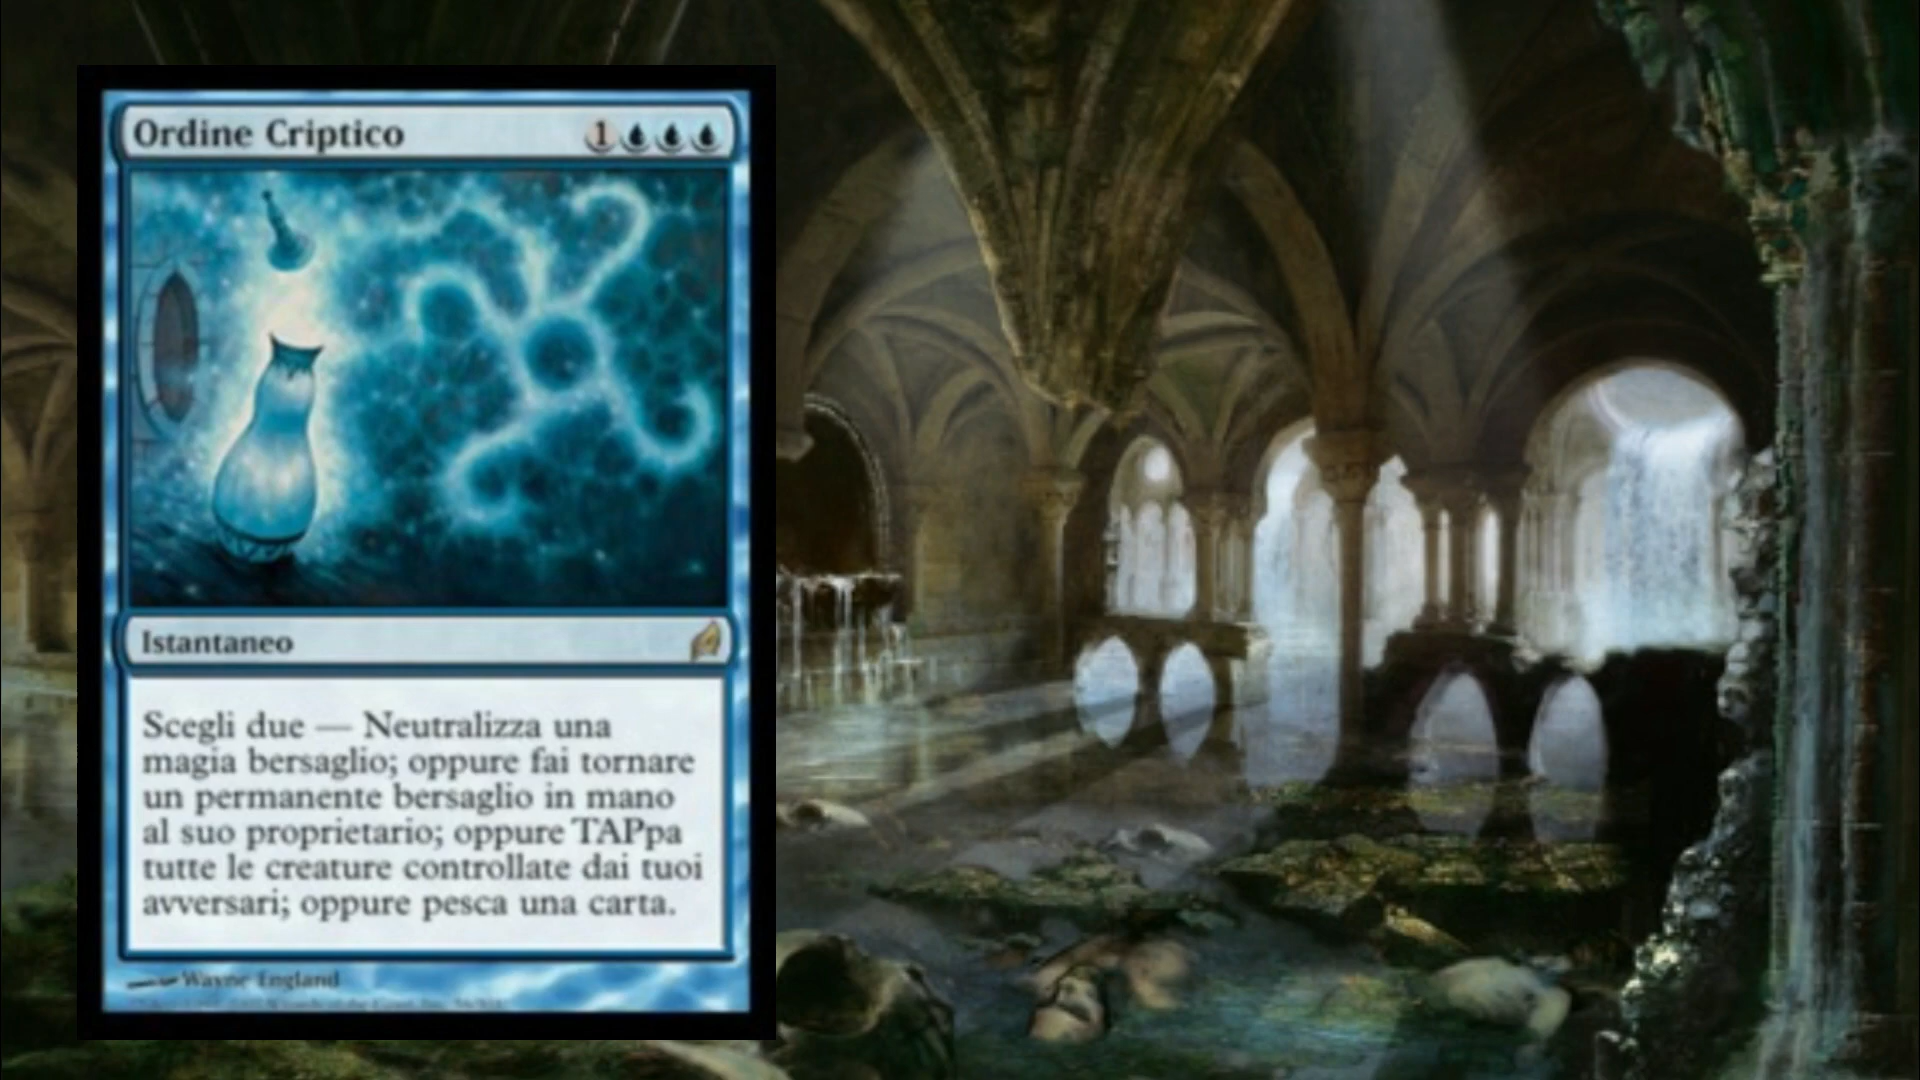 Ordine Criptico
1
Istantaneo
Scegli due — Neutralizza una
magia bersaglio; oppure fai tornare
un permanente bersaglio in mano
al suo proprietario; oppure TAPpa
tutte le creature controllate dai tuoi
avversari; oppure pesca una carta.
Wayne England